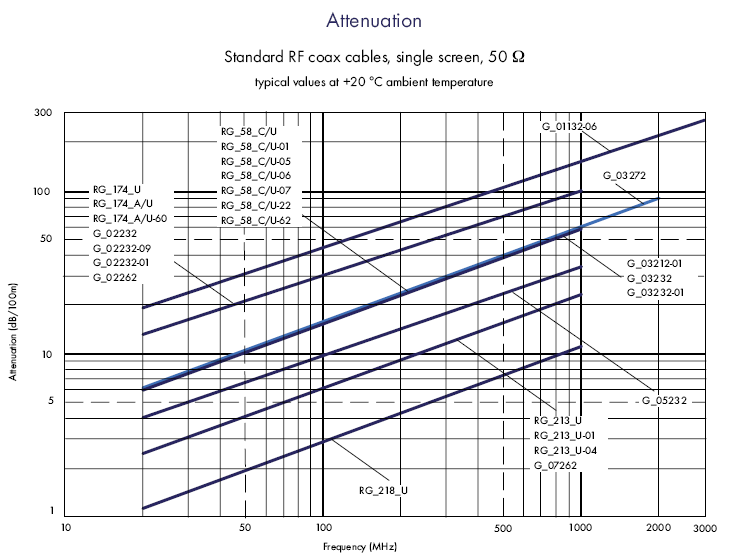 Attenuation
Standard RF coax cables, single screen, 50 Ω
typical values at +20 °C ambient temperature
300
100
50
10
5
1
Attenuation (dB/100m)
RG_174_U
RG_174_A/U
RG_174_A/U-60
G_02232
G_02232-09
G_02232-01
G_02262
RG_58_C/U
RG_58_C/U-01
RG_58_C/U-05
RG_58_C/U-06
RG_58_C/U-07
RG_58_C/U-22
RG_58_C/U-62
G_01132-06
G_03272
G_03212-01
G_03232
G_03232-01
G_05232
RG_213_U
RG_213_U-01
RG_213_U-04
G_07262
RG_218_U
10
50
100
500
1000
2000
3000
Frequency (MHz)